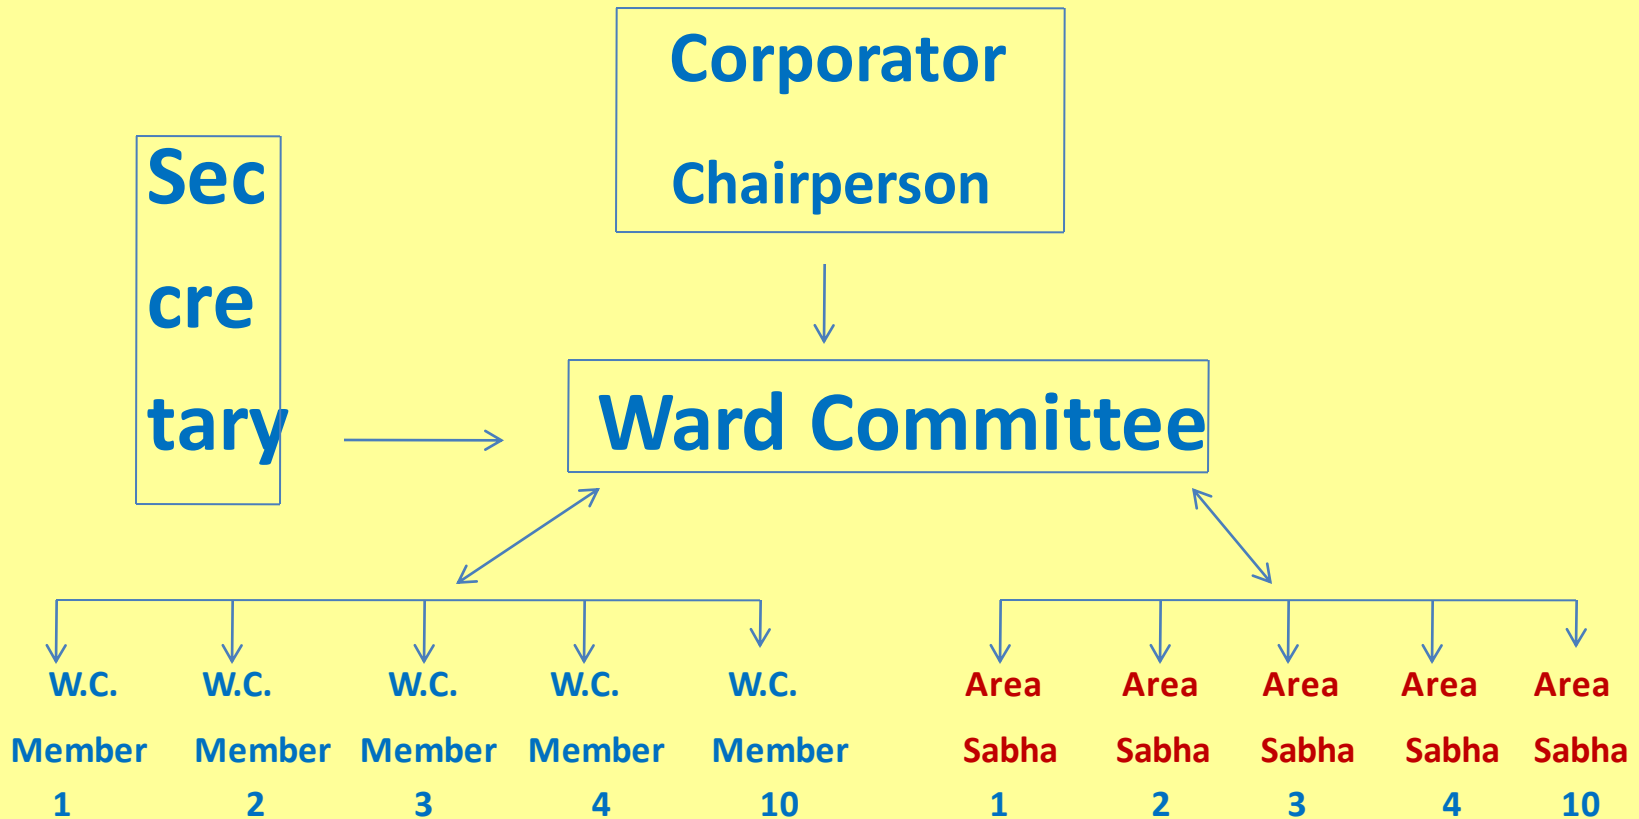 Corporator
Chairperson
Sec
cre
tary
Ward Committee
W.C. W.C. W.C. W.C. W.C. Area Area Area Area Area
Member Member Member Member Member Sabha Sabha Sabha Sabha Sabha
1 2 3 4 10 1 2 3 4 10